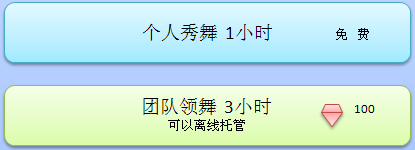 个人秀舞 1小时 免 费
团队领舞 3小时 100
可以离线托管